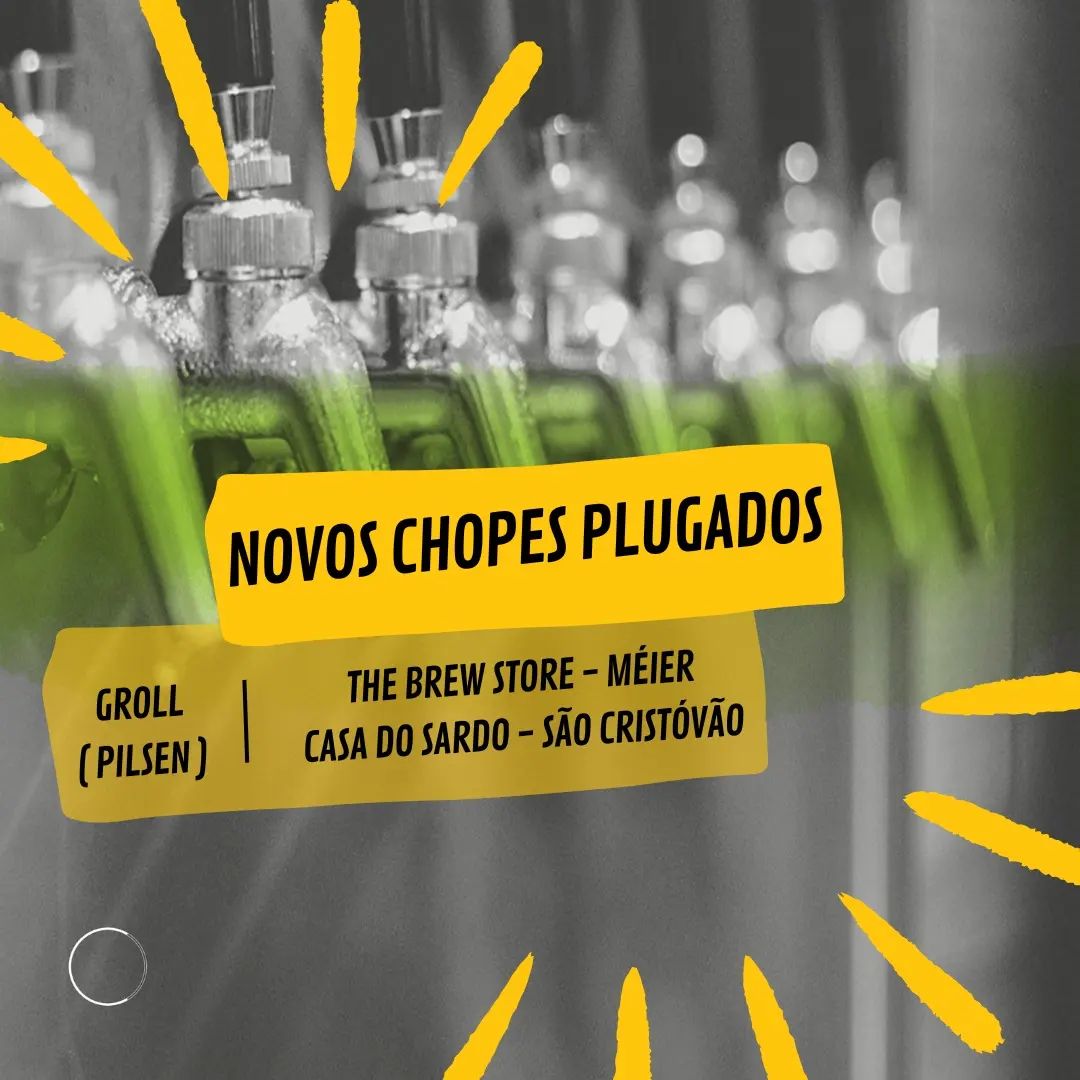 NOVOS CHOPES PLUGADOS
GROLL
( PILSEN )
THE BREW STORE – MÉIER
CASA DO SARDO – SÃO CRISTÓVÃO